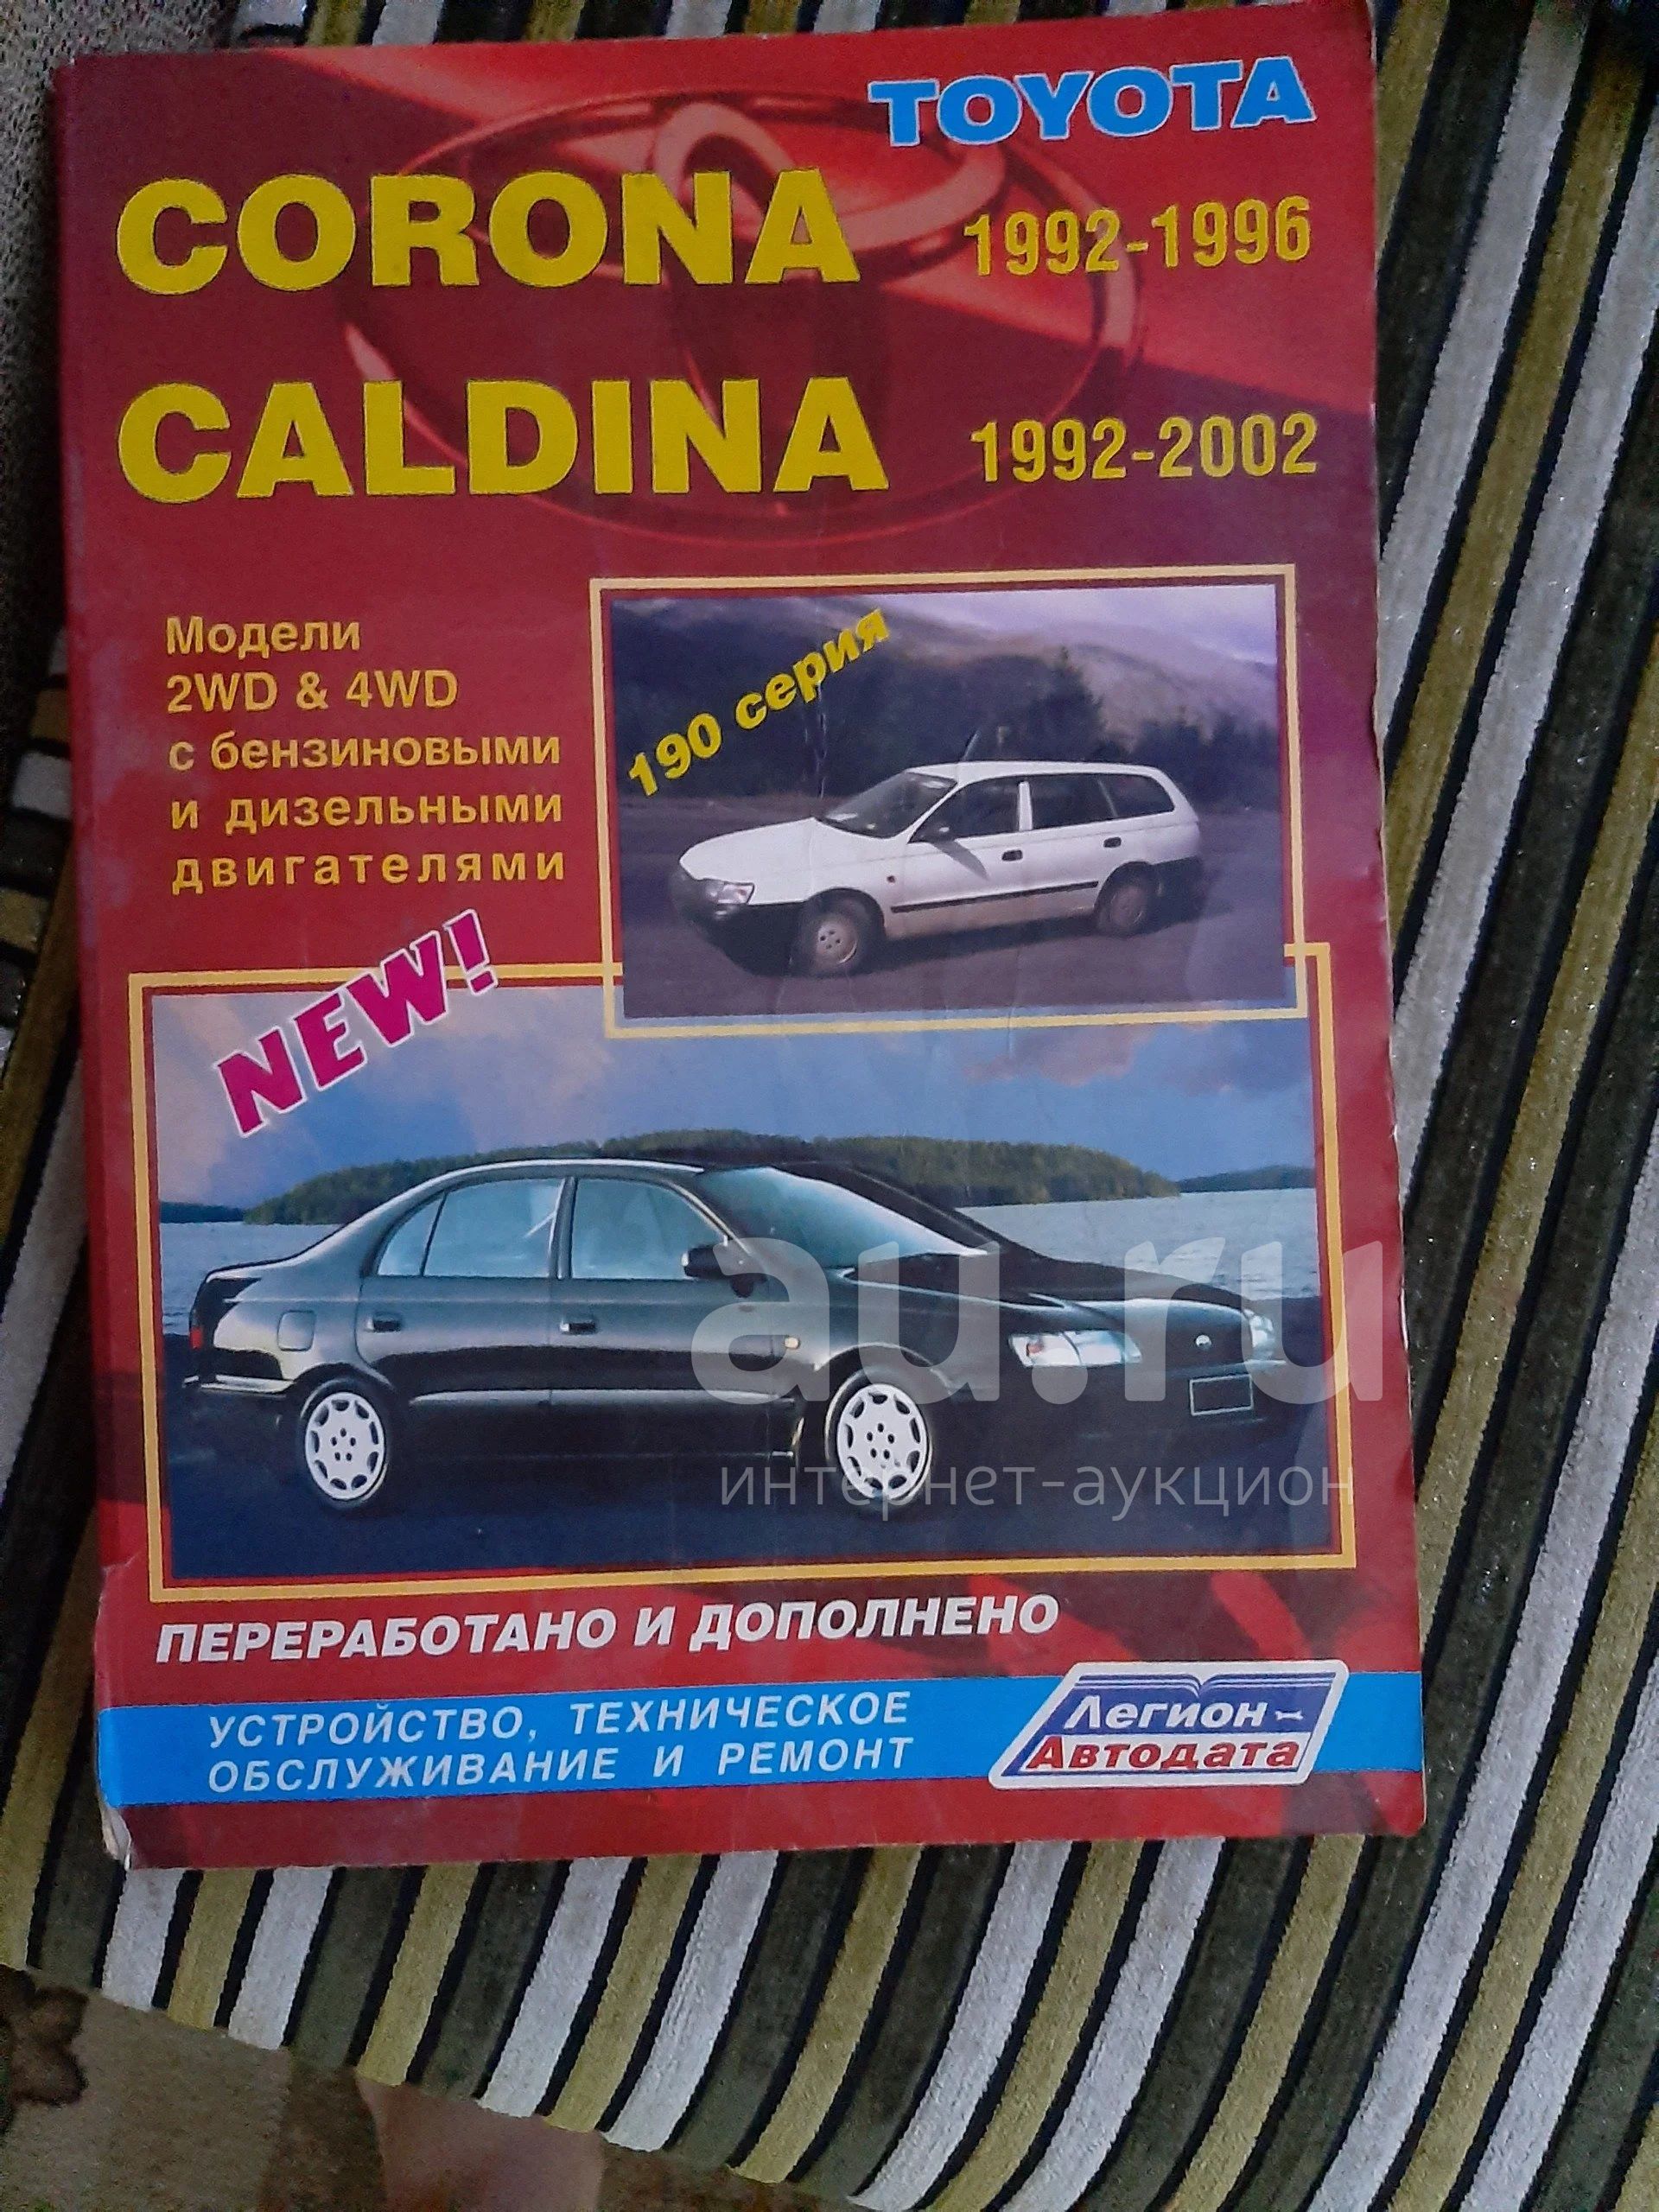 TOYOTA
CORONA 1992-1996
CALDINA 1992-2002
Модели
2WD & 4WD
с бензиновыми
и дизельными
двигателями
190 серия
NEW!
au.ru
интернет-аукцион
ПЕРЕРАБОТАНО И ДОПОЛНЕНО
УСТРОЙСТВО, ТЕХНИЧЕСКОЕ
ОБСЛУЖИВАНИЕ И РЕМОНТ
Легион-
Автодата